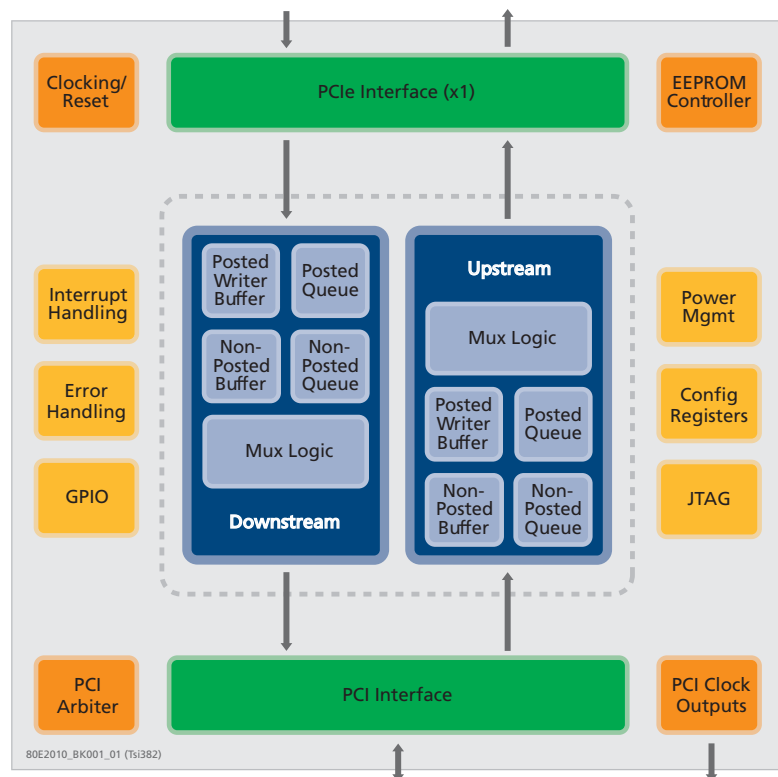 Clocking/
Reset
PCIe Interface (x1)
EEPROM
Controller
Interrupt
Handling
Error
Handling
GPIO
Posted
Writer
Buffer
Posted
Queue
Non-
Posted
Buffer
Non-
Posted
Queue
Mux Logic
Downstream
Upstream
Mux Logic
Posted
Writer
Buffer
Posted
Queue
Non-
Posted
Buffer
Non-
Posted
Queue
Power
Mgmt
Config
Registers
JTAG
PCI
Arbiter
PCI Interface
PCI Clock
Outputs
80E2010_BK001_01 (Tsi382)